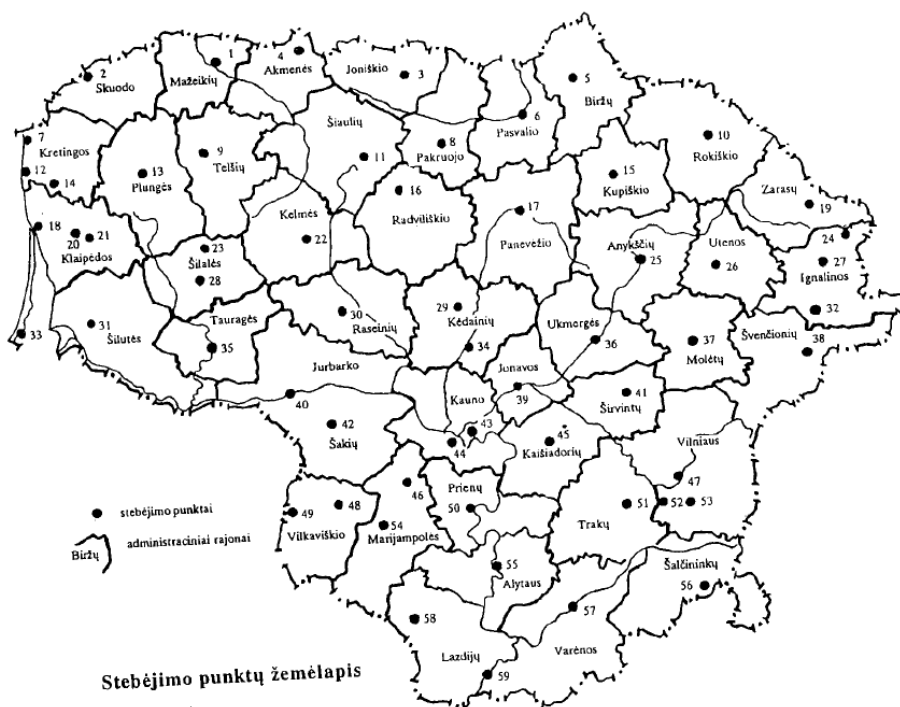 1
4
2
Akmenės
Joniškio
3
Mažeikių
Skuodo
5
Biržų
7
Kretingos
Šiaulių
6
Pasvalio
10
Rokiškio
9
Telšių
8
Pakruojo
11
12
14
13
Plungės
15
Kupiškio
Zarasų
16
Radviliškio
17
19
18
20
21
Klaipėdos
Kelmės
22
23
Šilalės
28
Panevėžio
Anykščių
25
Utenos
26
24
27
Ignalinos
31
Šilutės
33
Tauragės
35
30
Raseinių
29
Kėdainių
34
Ukmergės
36
37
Molėtų
32
Švenčionių
38
Jurbarko
40
Jonavos
39
Kauno
43
44
41
Širvintų
42
Šakių
45
Kaišiadorių
Vilniaus
47
46
Prienų
50
49
48
Vilkaviškio
54
Marijampolės
51
Trakų
52
53
stebėjimo punktai
Biržų
administraciniai rajonai
55
Alytaus
Šalčininkų
56
58
57
Lazdijų
59
Varėnos
Stebėjimo punktų žemėlapis